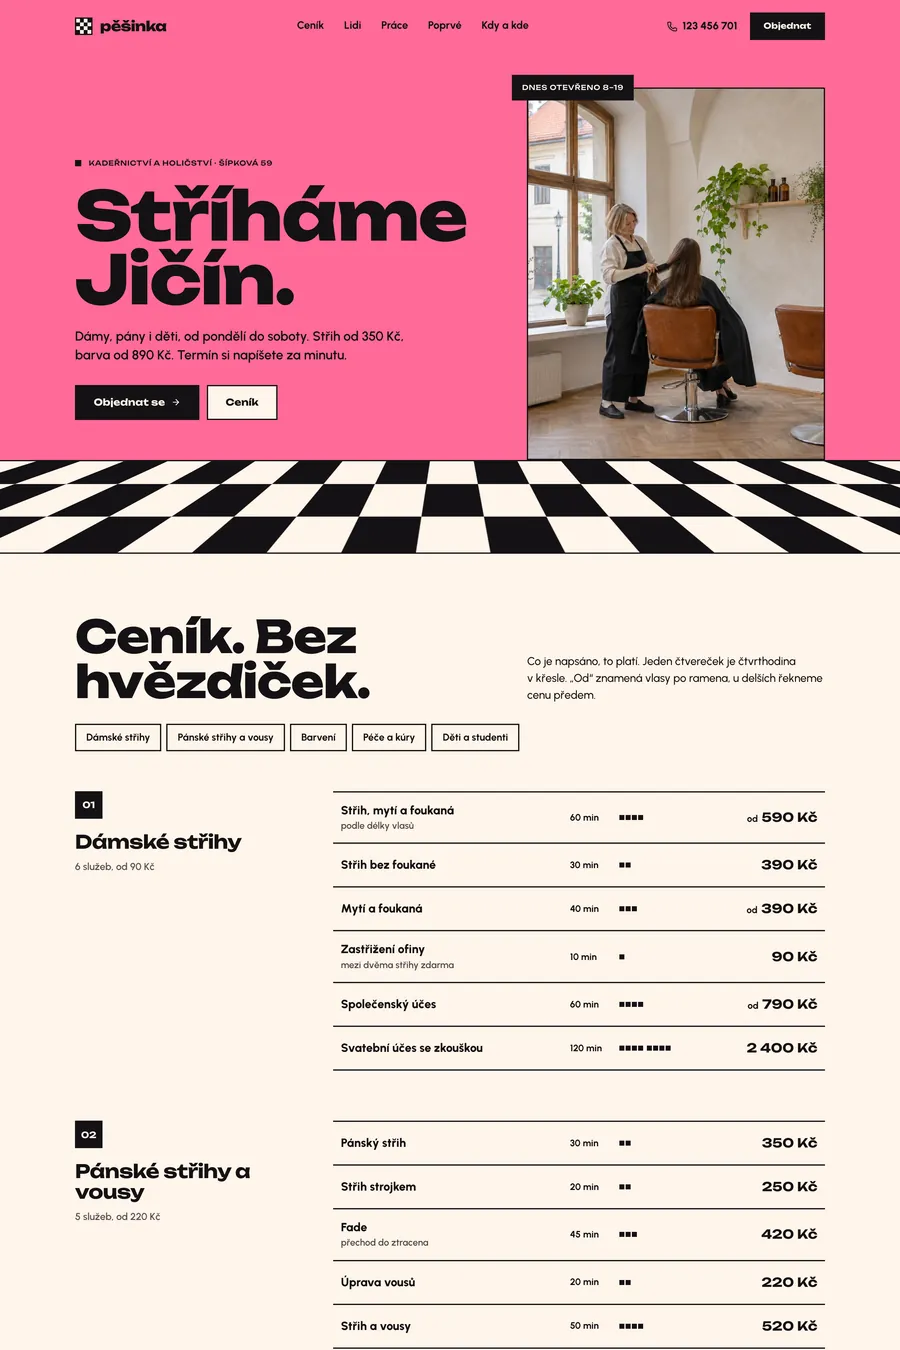 pěšinka
Ceník
Lidi
Práce
Poprvé
Kdy a kde
123 456 701
Objednat
DNES OTEVŘENO 8–19
KADEŘNICTVÍ A HOLIČSTVÍ · ŠÍPKOVÁ 59
Stříháme
Jičín.
Dámy, pány i děti, od pondělí do soboty. Střih od 350 Kč,
barva od 890 Kč. Termín si napíšete za minutu.
Objednat se →
Ceník
Ceník. Bez
hvězdiček.
Co je napsáno, to platí. Jeden čtvereček je čtvrthodina
v křesle. „Od“ znamená vlasy po ramena, u delších řekneme
cenu předem.
Dámské střihy
Pánské střihy a vousy
Barvení
Péče a kúry
Děti a studenti
01
Dámské střihy
6 služeb, od 90 Kč
Střih, mytí a foukaná
podle délky vlasů
60 min
od 590 Kč
Střih bez foukané
30 min
390 Kč
Mytí a foukaná
40 min
od 390 Kč
Zastřižení ofiny
mezi dvěma střihy zdarma
10 min
90 Kč
Společenský účes
60 min
od 790 Kč
Svatební účes se zkouškou
120 min
2 400 Kč
02
Pánské střihy a
vousy
5 služeb, od 220 Kč
Pánský střih
30 min
350 Kč
Střih strojkem
20 min
250 Kč
Fade
přechod do ztracena
45 min
420 Kč
Úprava vousů
20 min
220 Kč
Střih a vousy
50 min
520 Kč